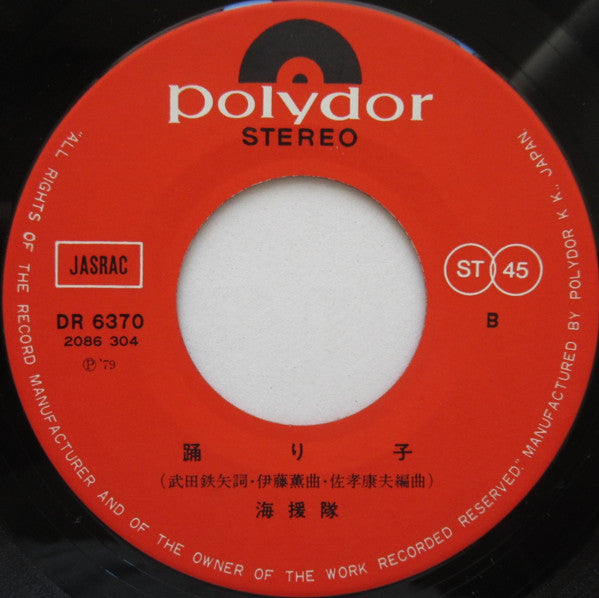 polydor
STEREO
JASRAC
ST 45
DR 6370
2086 304
Ⓟ '79
B
踊り子
(武田鉄矢詞・伊藤薫曲・佐孝康夫編曲)
海援隊
"ALL RIGHTS OF THE RECORD MANUFACTURER AND OF THE OWNER OF THE WORK RECORDED RESERVED." MANUFACTURED BY POLYDOR K.K., JAPAN